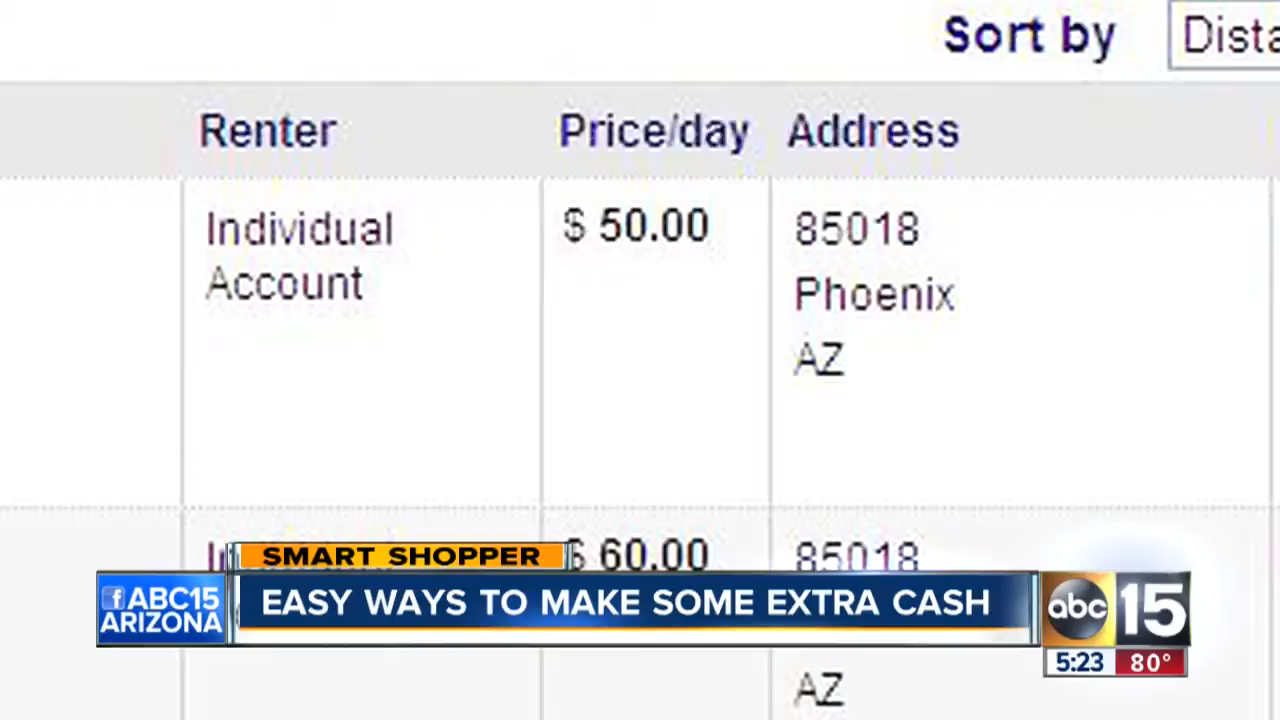 Sort by
Renter Price/day Address
Individual Account $ 50.00 85018
Phoenix
AZ
$ 60.00 85018
SMART SHOPPER
EASY WAYS TO MAKE SOME EXTRA CASH
f ABC15
ARIZONA
abc 15
5:23 80°
AZ